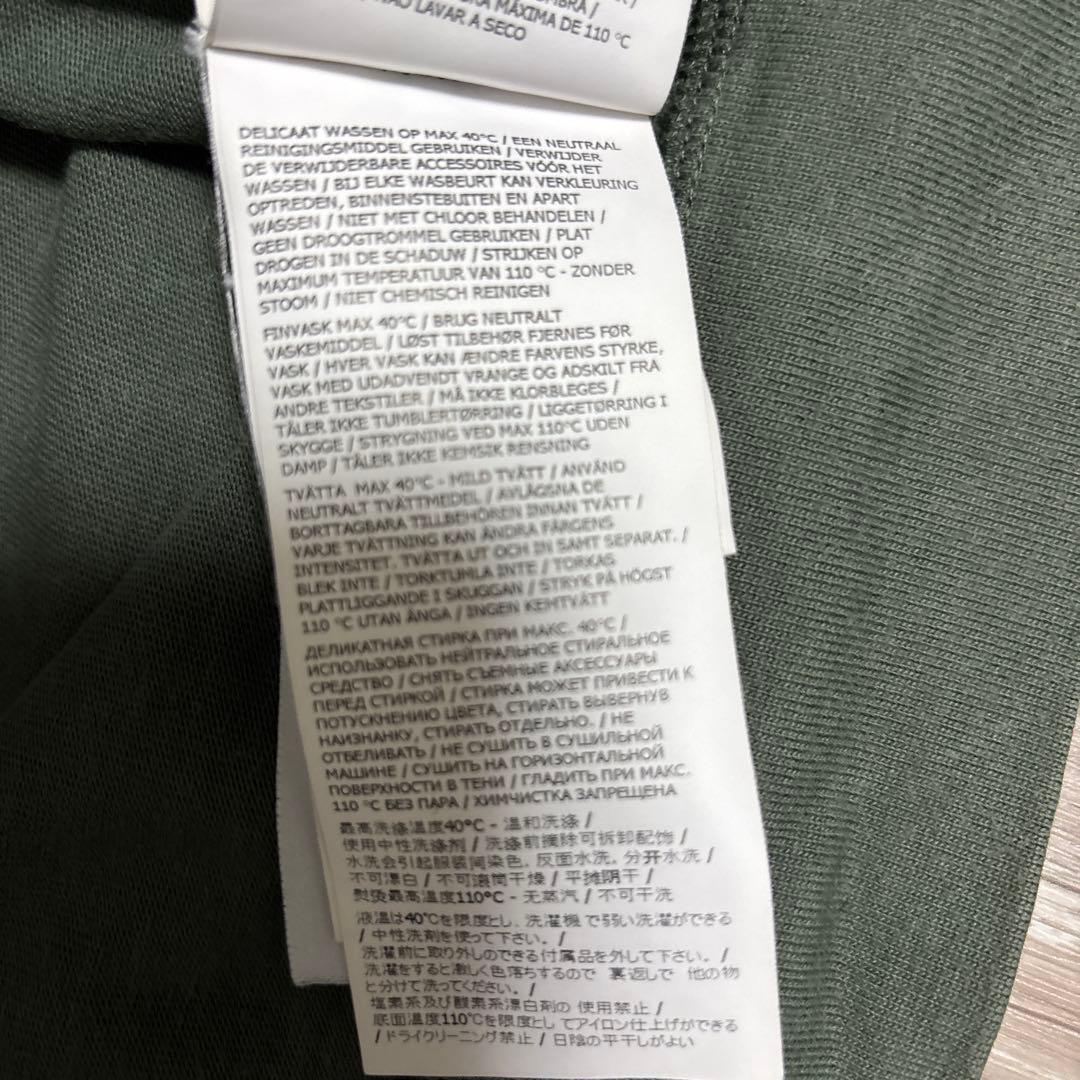 MBRA /
RA MÁXIMA DE 110 °C
NÃO LAVAR A SECO
DELICAAT WASSEN OP MAX 40°C / EEN NEUTRAAL
REINIGINGSMIDDEL GEBRUIKEN / VERWIJDER
DE VERWIJDERBARE ACCESSOIRES VÓÓR HET
WASSEN / BIJ ELKE WASBEURT KAN VERKLEURING
OPTREDEN, BINNENSTEBUITEN EN APART
WASSEN / NIET MET CHLOOR BEHANDELEN /
GEEN DROOGTROMMEL GEBRUIKEN / PLAT
DROGEN IN DE SCHADUW / STRIJKEN OP
MAXIMUM TEMPERATUUR VAN 110 °C - ZONDER
STOOM / NIET CHEMISCH REINIGEN
FINVASK MAX 40°C / BRUG NEUTRALT
VASKEMIDDEL / LØST TILBEHØR FJERNES FØR
VASK / HVER VASK KAN ÆNDRE FARVENS STYRKE,
VASK MED UDADVENDT VRANGE OG ADSKILT FRA
ANDRE TEKSTILER / MÅ IKKE KLORBLEGES /
TÅLER IKKE TUMBLERTØRRING / LIGGETØRRING I
SKYGGE / STRYGNING VED MAX 110°C UDEN
DAMP / TÅLER IKKE KEMSIK RENSNING
TVÄTTA MAX 40°C - MILD TVÄTT / ANVÄND
NEUTRALT TVÄTTMEIDEL / AVLÄGSNA DE
BORTTAGBARA TILLBEHÖREN INNAN TVÄTT /
VARJE TVÄTTNING KAN ÄNDRA FÄRGENS
INTENSITET. TVÄTTA UT OCH IN SAMT SEPARAT. /
BLEK INTE / TORKTUMLA INTE / TORKAS
PLATTLIGGANDE I SKUGGAN / STRYK PÅ HÖGST
110 °C UTAN ÅNGA / INGEN KEMTVÄTT
ДЕЛИКАТНАЯ СТИРКА ПРИ МАКС. 40°C /
ИСПОЛЬЗОВАТЬ НЕЙТРАЛЬНОЕ СТИРАЛЬНОЕ
СРЕДСТВО / СНЯТЬ СЪЕМНЫЕ АКСЕССУАРЫ
ПЕРЕД СТИРКОЙ / СТИРКА МОЖЕТ ПРИВЕСТИ К
ПОТУСКНЕНИЮ ЦВЕТА, СТИРАТЬ ВЫВЕРНУВ
НАИЗНАНКУ, СТИРАТЬ ОТДЕЛЬНО. / НЕ
ОТБЕЛИВАТЬ / НЕ СУШИТЬ В СУШИЛЬНОЙ
МАШИНЕ / СУШИТЬ НА ГОРИЗОНТАЛЬНОЙ
ПОВЕРХНОСТИ В ТЕНИ / ГЛАДИТЬ ПРИ МАКС.
110 °C БЕЗ ПАРА / ХИМЧИСТКА ЗАПРЕЩЕНА
最高洗涤温度40°C - 温和洗涤 /
使用中性洗涤剂 / 洗涤前摘除可拆卸配饰 /
水洗会引起服装间染色. 反面水洗. 分开水洗 /
不可漂白 / 不可滚筒干燥 / 平摊阴干 /
熨烫最高温度110°C - 无蒸汽 / 不可干洗
液温は40℃を限度とし、洗濯機で弱い洗濯ができる
/ 中性洗剤を使って下さい。 /
洗濯前に取り外しのできる付属品を外して下さい。 /
洗濯をすると激しく色落ちするので 裏返しで 他の物
と分けて洗ってください。 /
塩素系及び酸素系漂白剤の 使用禁止 /
底面温度110℃を限度とし てアイロン仕上げができる
/ ドライクリーニング禁止 / 日陰の平干しがよい